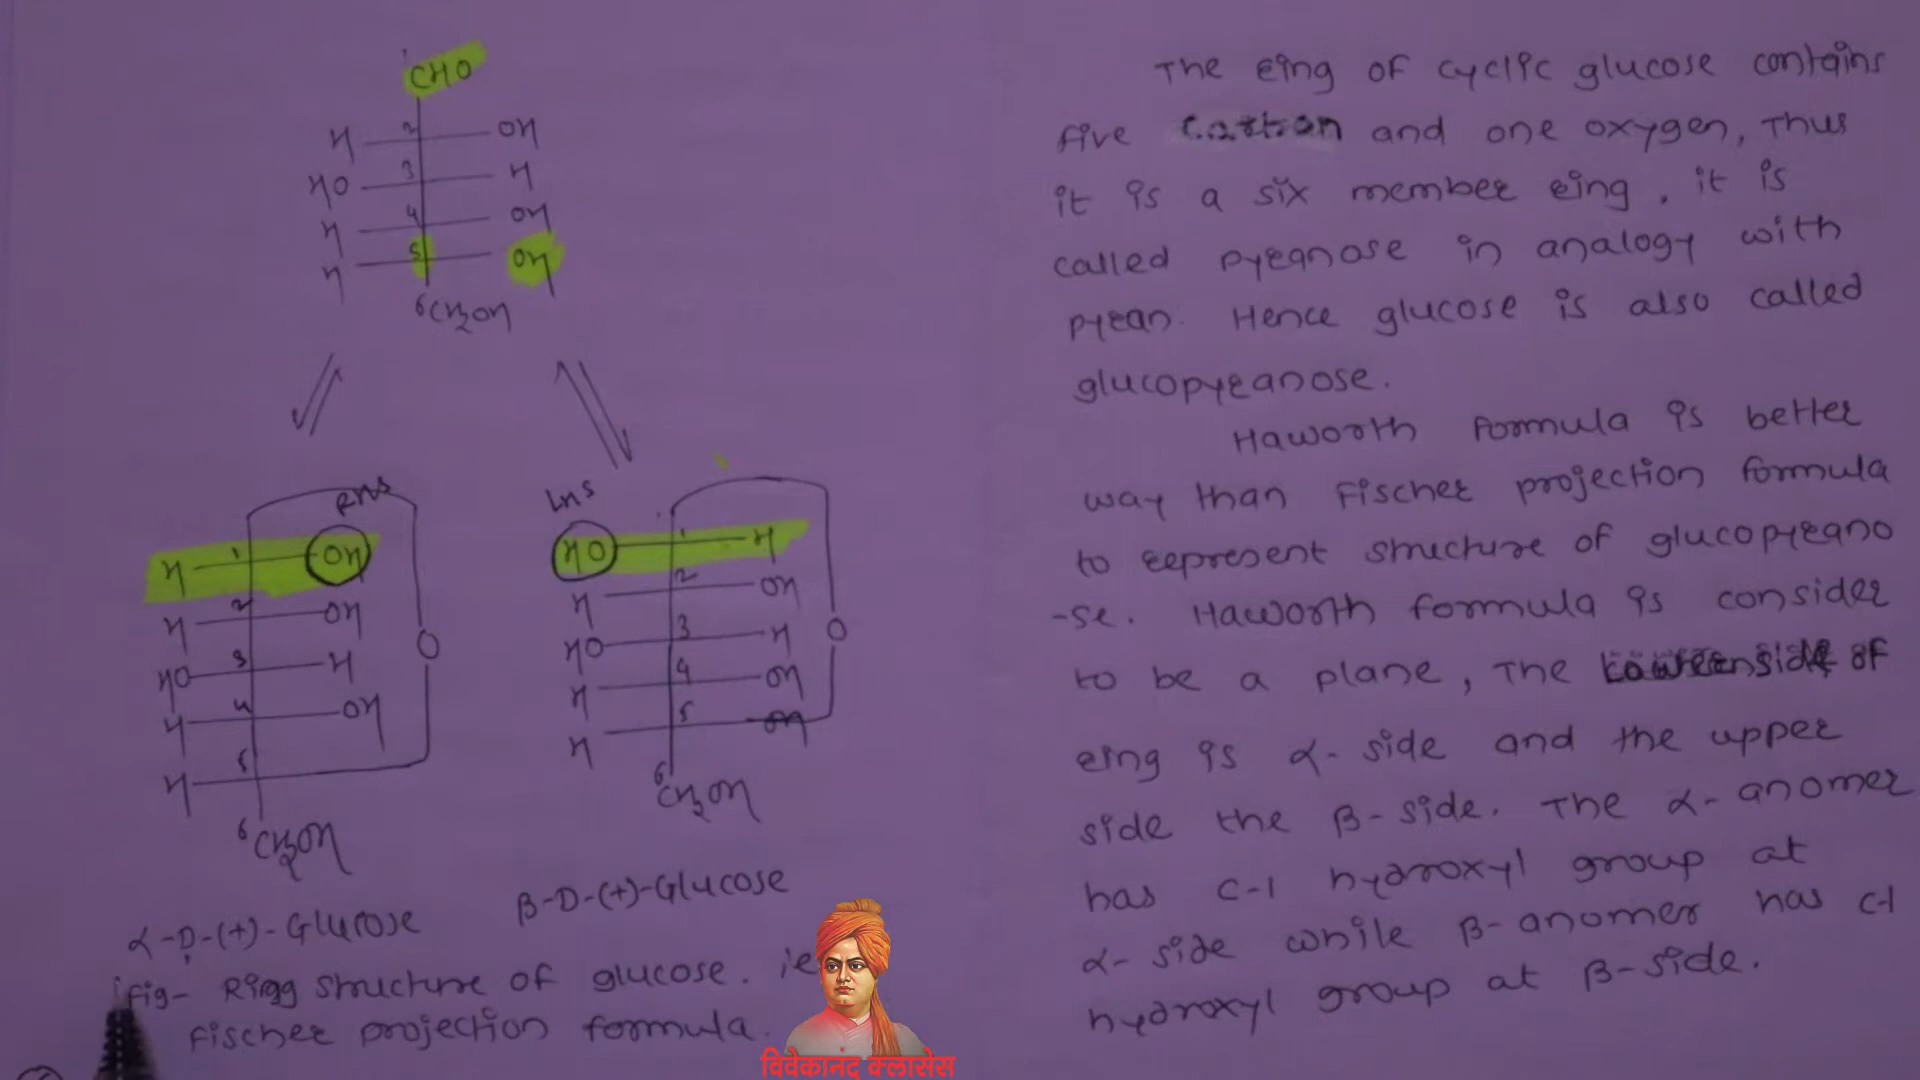 1
CHO
H 2 OH
HO 3 H
H 4 OH
H 5 OH
6CH2OH
RHS
H 1 OH
H 2 OH
HO 3 H
H 4 OH
H 5
O
6CH2OH
α-D-(+)-Glucose
LHS
HO 1 H
H 2 OH
HO 3 H
H 4 OH
H 5 OH
O
6CH2OH
β-D-(+)-Glucose
fig- Ring structure of glucose. ie
Fischer projection formula.
विवेकानंद क्लासेस
The ring of cyclic glucose contains
five carbon and one oxygen, Thus
it is a six member ring, it is
called pyranose in analogy with
pyran. Hence glucose is also called
glucopyranose.
Haworth formula is better
way than Fischer projection formula
to represent structure of glucopyrano
-se. Haworth formula is consider
to be a plane, The Lower side of
ring is α-side and the upper
side the β-side. The α-anomer
has C-1 hydroxyl group at
α-side while β-anomer has C-1
hydroxyl group at β-side.